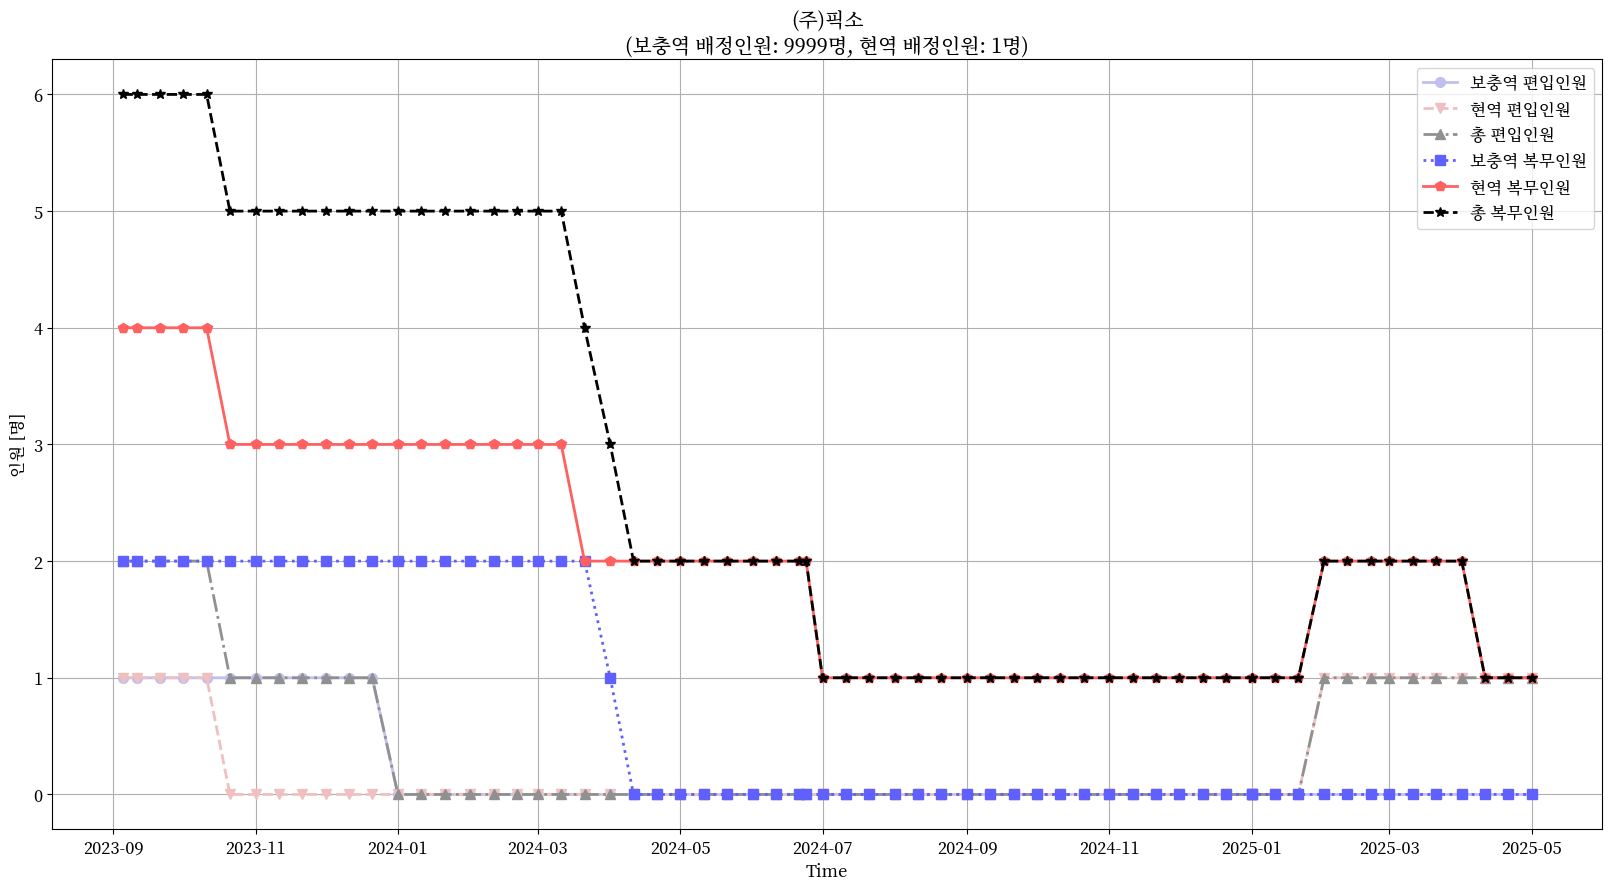 (주)픽소
(보충역 배정인원: 9999명, 현역 배정인원: 1명)
보충역 편입인원
현역 편입인원
총 편입인원
보충역 복무인원
현역 복무인원
총 복무인원
인원 [명]
6
5
4
3
2
1
0
2023-09
2023-11
2024-01
2024-03
2024-05
2024-07
2024-09
2024-11
2025-01
2025-03
2025-05
Time